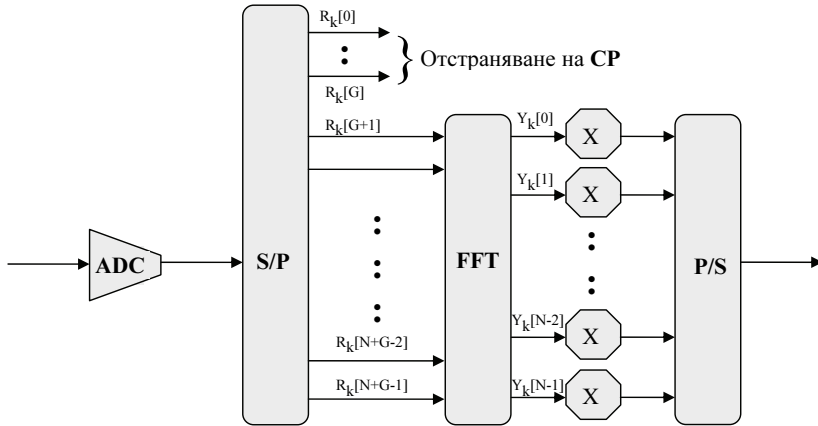 R_k[0]
Отстраняване на CP
R_k[G]
R_k[G+1]
Y_k[0]
X
Y_k[1]
X
ADC
S/P
FFT
P/S
R_k[N+G-2]
Y_k[N-2]
X
R_k[N+G-1]
Y_k[N-1]
X